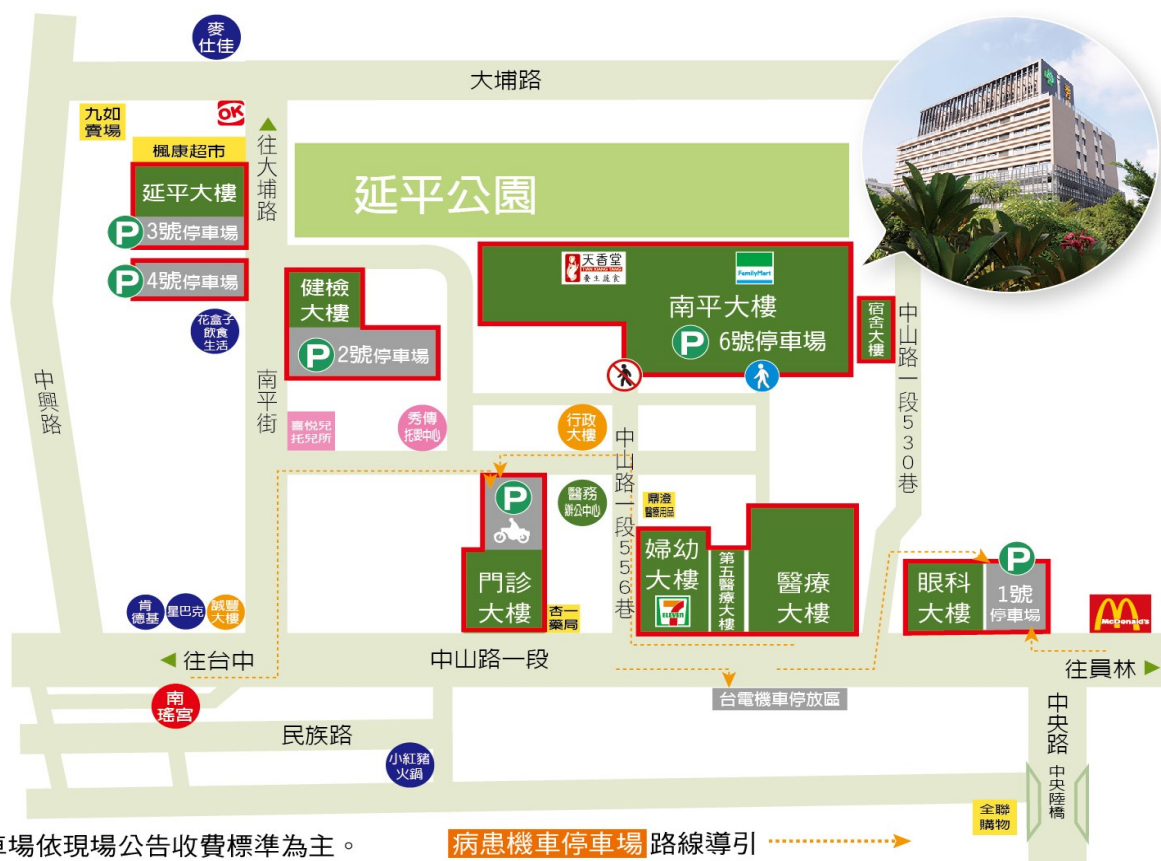 麥
仕佳
大埔路
九如
賣場
OK
楓康超市
往大埔路
延平大樓
P 3號停車場
P 4號停車場
延平公園
天香堂
TIAN XIANG TANG
養生蔬食
FamilyMart
南平大樓
P 6號停車場
宿舍大樓
中山路一段530巷
健檢
大樓
P 2號停車場
花盒子
飲食
生活
中興路
南平街
喜悅兒
托兒所
秀傳
托嬰中心
行政
大樓
中山路一段556巷
P
醫務
辦公中心
鼎澄
醫療用品
門診
大樓
杏一
藥局
婦幼
大樓
7
ELEVEN
第五醫療大樓
醫療
大樓
眼科
大樓
P
1號
停車場
McDonald's
肯
德基
星巴克
誠豐
大樓
往台中
中山路一段
往員林
台電機車停放區
南
瑤宮
民族路
小紅豬
火鍋
中央路
中央陸橋
全聯
購物
車場依現場公告收費標準為主。
病患機車停車場 路線導引